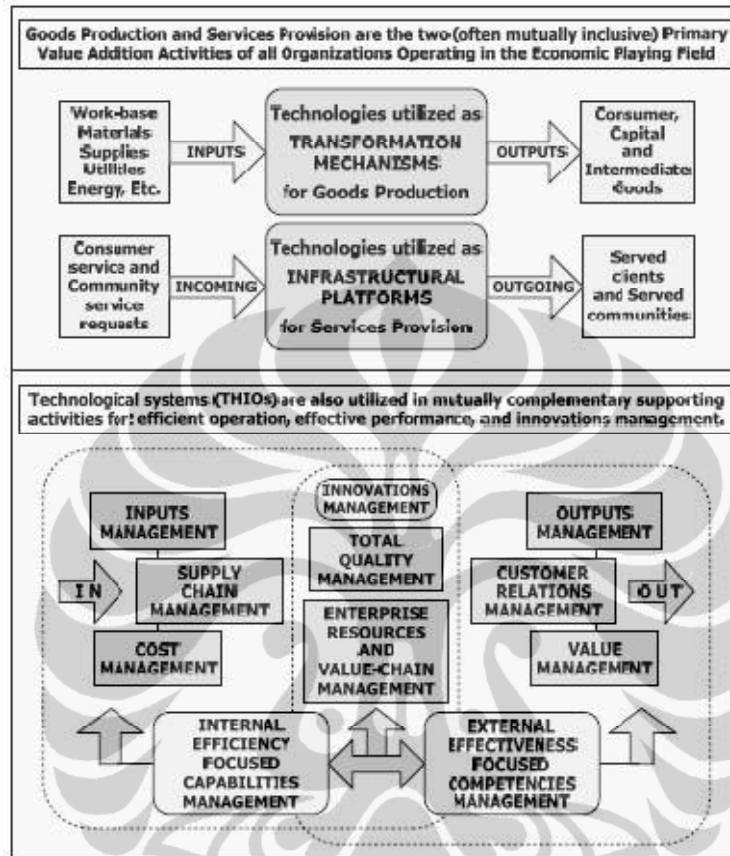 Goods Production and Services Provision are the two (often mutually inclusive) Primary
Value Addition Activities of all Organizations Operating in the Economic Playing Field
Work-base
Materials
Supplies
Utilities
Energy, Etc.
INPUTS
Technologies utilized as
TRANSFORMATION
MECHANISMS
for Goods Production
OUTPUTS
Consumer,
Capital
and
Intermediate
Goods
Consumer
service and
Community
service
requests
INCOMING
Technologies utilized as
INFRASTRUCTURAL
PLATFORMS
for Services Provision
OUTGOING
Served
clients
and Served
communities
Technological systems (THIOs) are also utilized in mutually complementary supporting
activities for: efficient operation, effective performance, and innovations management.
INPUTS
MANAGEMENT
IN
SUPPLY
CHAIN
MANAGEMENT
COST
MANAGEMENT
INNOVATIONS
MANAGEMENT
TOTAL
QUALITY
MANAGEMENT
ENTERPRISE
RESOURCES
AND
VALUE-CHAIN
MANAGEMENT
OUTPUTS
MANAGEMENT
CUSTOMER
RELATIONS
MANAGEMENT
OUT
VALUE
MANAGEMENT
INTERNAL
EFFICIENCY
FOCUSED
CAPABILITIES
MANAGEMENT
EXTERNAL
EFFECTIVENESS
FOCUSED
COMPETENCIES
MANAGEMENT